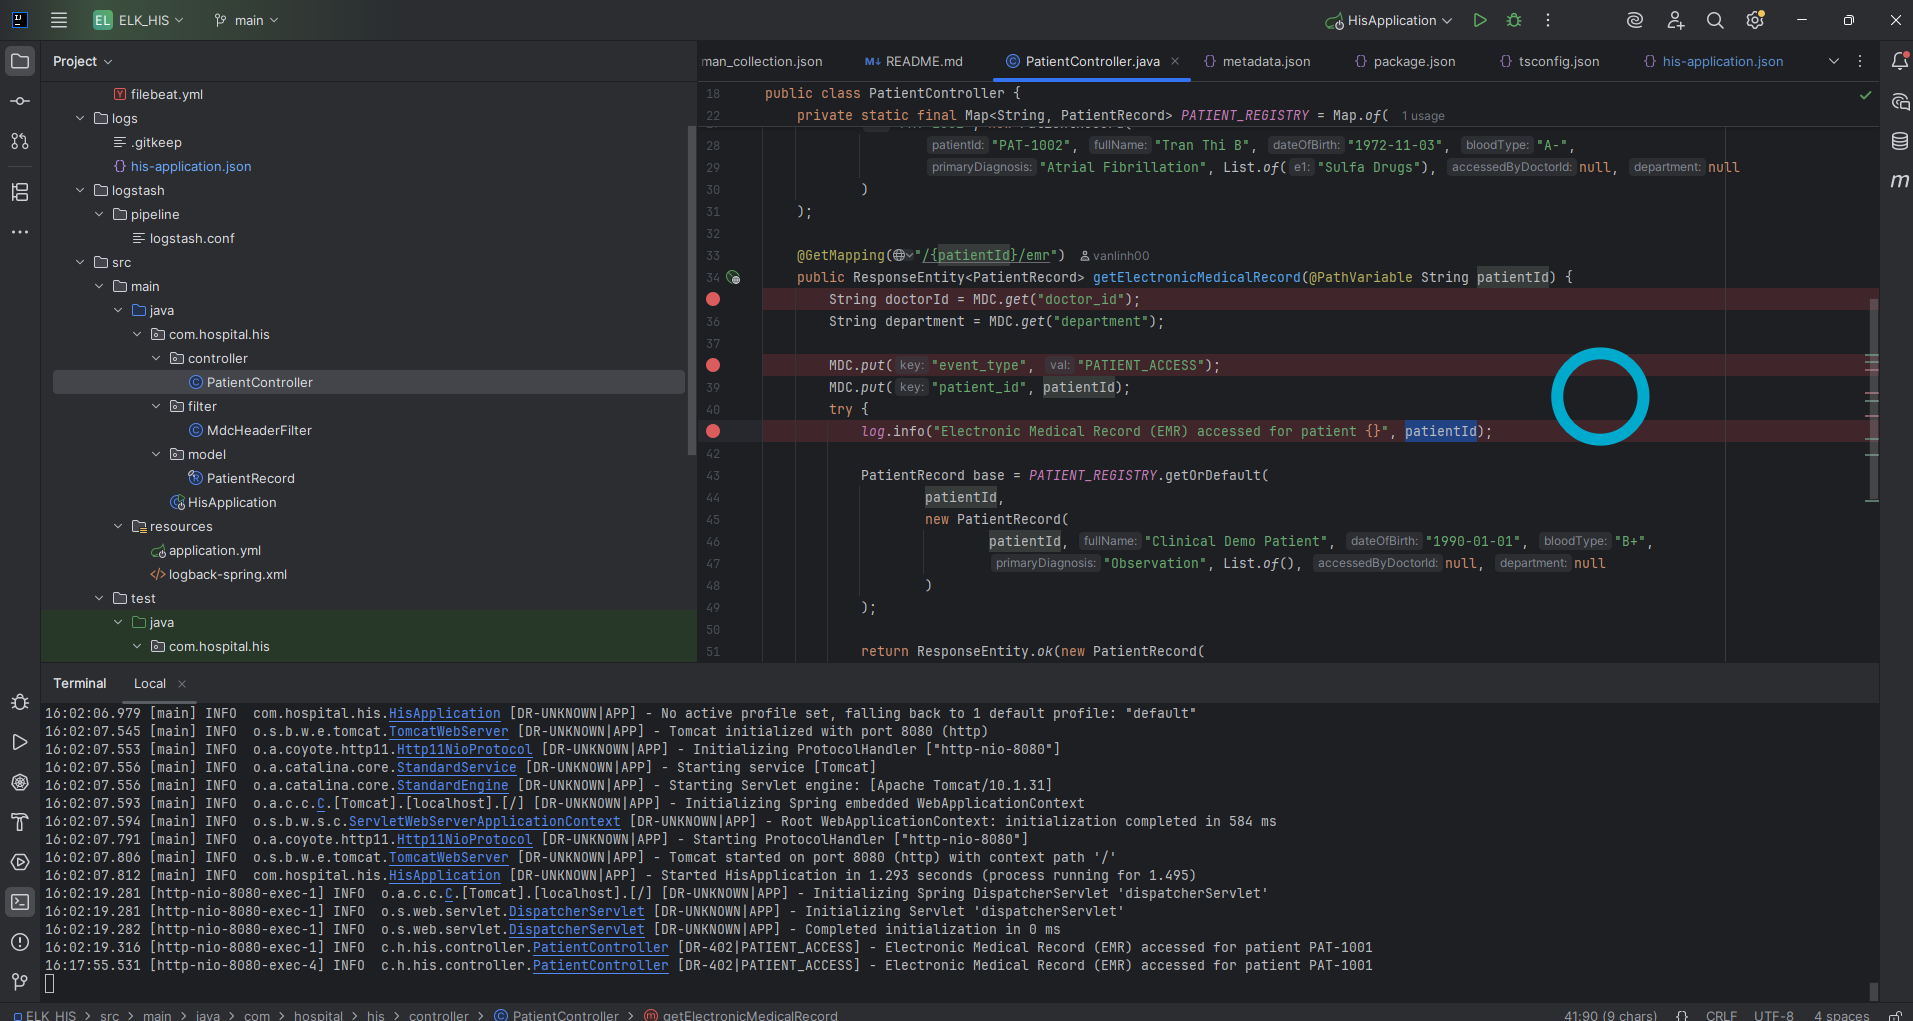 EL ELK_HIS main HisApplication
Project
filebeat.yml
logs
.gitkeep
his-application.json
logstash
pipeline
logstash.conf
src
main
java
com.hospital.his
controller
PatientController
filter
MdcHeaderFilter
model
PatientRecord
HisApplication
resources
application.yml
logback-spring.xml
test
java
com.hospital.his
man_collection.json README.md PatientController.java metadata.json package.json tsconfig.json his-application.json
18 public class PatientController {
22 private static final Map<String, PatientRecord> PATIENT_REGISTRY = Map.of( 1 usage
28 patientId: "PAT-1002", fullName: "Tran Thi B", dateOfBirth: "1972-11-03", bloodType: "A-",
29 primaryDiagnosis: "Atrial Fibrillation", List.of( e1: "Sulfa Drugs"), accessedByDoctorId: null, department: null
30 )
31 );
32
33 @GetMapping("/{patientId}/emr") vanlinh00
34 public ResponseEntity<PatientRecord> getElectronicMedicalRecord(@PathVariable String patientId) {
String doctorId = MDC.get("doctor_id");
36 String department = MDC.get("department");
37
MDC.put( key: "event_type", val: "PATIENT_ACCESS");
39 MDC.put( key: "patient_id", patientId);
40 try {
log.info("Electronic Medical Record (EMR) accessed for patient {}", patientId);
42
43 PatientRecord base = PATIENT_REGISTRY.getOrDefault(
44 patientId,
45 new PatientRecord(
46 patientId, fullName: "Clinical Demo Patient", dateOfBirth: "1990-01-01", bloodType: "B+",
47 primaryDiagnosis: "Observation", List.of(), accessedByDoctorId: null, department: null
48 )
49 );
50
51 return ResponseEntity.ok(new PatientRecord(
Terminal Local
16:02:06.979 [main] INFO com.hospital.his.HisApplication [DR-UNKNOWN|APP] - No active profile set, falling back to 1 default profile: "default"
16:02:07.545 [main] INFO o.s.b.w.e.tomcat.TomcatWebServer [DR-UNKNOWN|APP] - Tomcat initialized with port 8080 (http)
16:02:07.553 [main] INFO o.a.coyote.http11.Http11NioProtocol [DR-UNKNOWN|APP] - Initializing ProtocolHandler ["http-nio-8080"]
16:02:07.556 [main] INFO o.a.catalina.core.StandardService [DR-UNKNOWN|APP] - Starting service [Tomcat]
16:02:07.556 [main] INFO o.a.catalina.core.StandardEngine [DR-UNKNOWN|APP] - Starting Servlet engine: [Apache Tomcat/10.1.31]
16:02:07.593 [main] INFO o.a.c.c.C.[Tomcat].[localhost].[/] [DR-UNKNOWN|APP] - Initializing Spring embedded WebApplicationContext
16:02:07.594 [main] INFO o.s.b.w.s.c.ServletWebServerApplicationContext [DR-UNKNOWN|APP] - Root WebApplicationContext: initialization completed in 584 ms
16:02:07.791 [main] INFO o.a.coyote.http11.Http11NioProtocol [DR-UNKNOWN|APP] - Starting ProtocolHandler ["http-nio-8080"]
16:02:07.806 [main] INFO o.s.b.w.e.tomcat.TomcatWebServer [DR-UNKNOWN|APP] - Tomcat started on port 8080 (http) with context path '/'
16:02:07.812 [main] INFO com.hospital.his.HisApplication [DR-UNKNOWN|APP] - Started HisApplication in 1.293 seconds (process running for 1.495)
16:02:19.281 [http-nio-8080-exec-1] INFO o.a.c.c.C.[Tomcat].[localhost].[/] [DR-UNKNOWN|APP] - Initializing Spring DispatcherServlet 'dispatcherServlet'
16:02:19.281 [http-nio-8080-exec-1] INFO o.s.web.servlet.DispatcherServlet [DR-UNKNOWN|APP] - Initializing Servlet 'dispatcherServlet'
16:02:19.282 [http-nio-8080-exec-1] INFO o.s.web.servlet.DispatcherServlet [DR-UNKNOWN|APP] - Completed initialization in 0 ms
16:02:19.316 [http-nio-8080-exec-1] INFO c.h.his.controller.PatientController [DR-402|PATIENT_ACCESS] - Electronic Medical Record (EMR) accessed for patient PAT-1001
16:17:55.531 [http-nio-8080-exec-4] INFO c.h.his.controller.PatientController [DR-402|PATIENT_ACCESS] - Electronic Medical Record (EMR) accessed for patient PAT-1001
ELK_HIS > src > main > java > com > hospital > his > controller > PatientController > getElectronicMedicalRecord 41:90 (9 chars) {} CRLF UTF-8 4 spaces